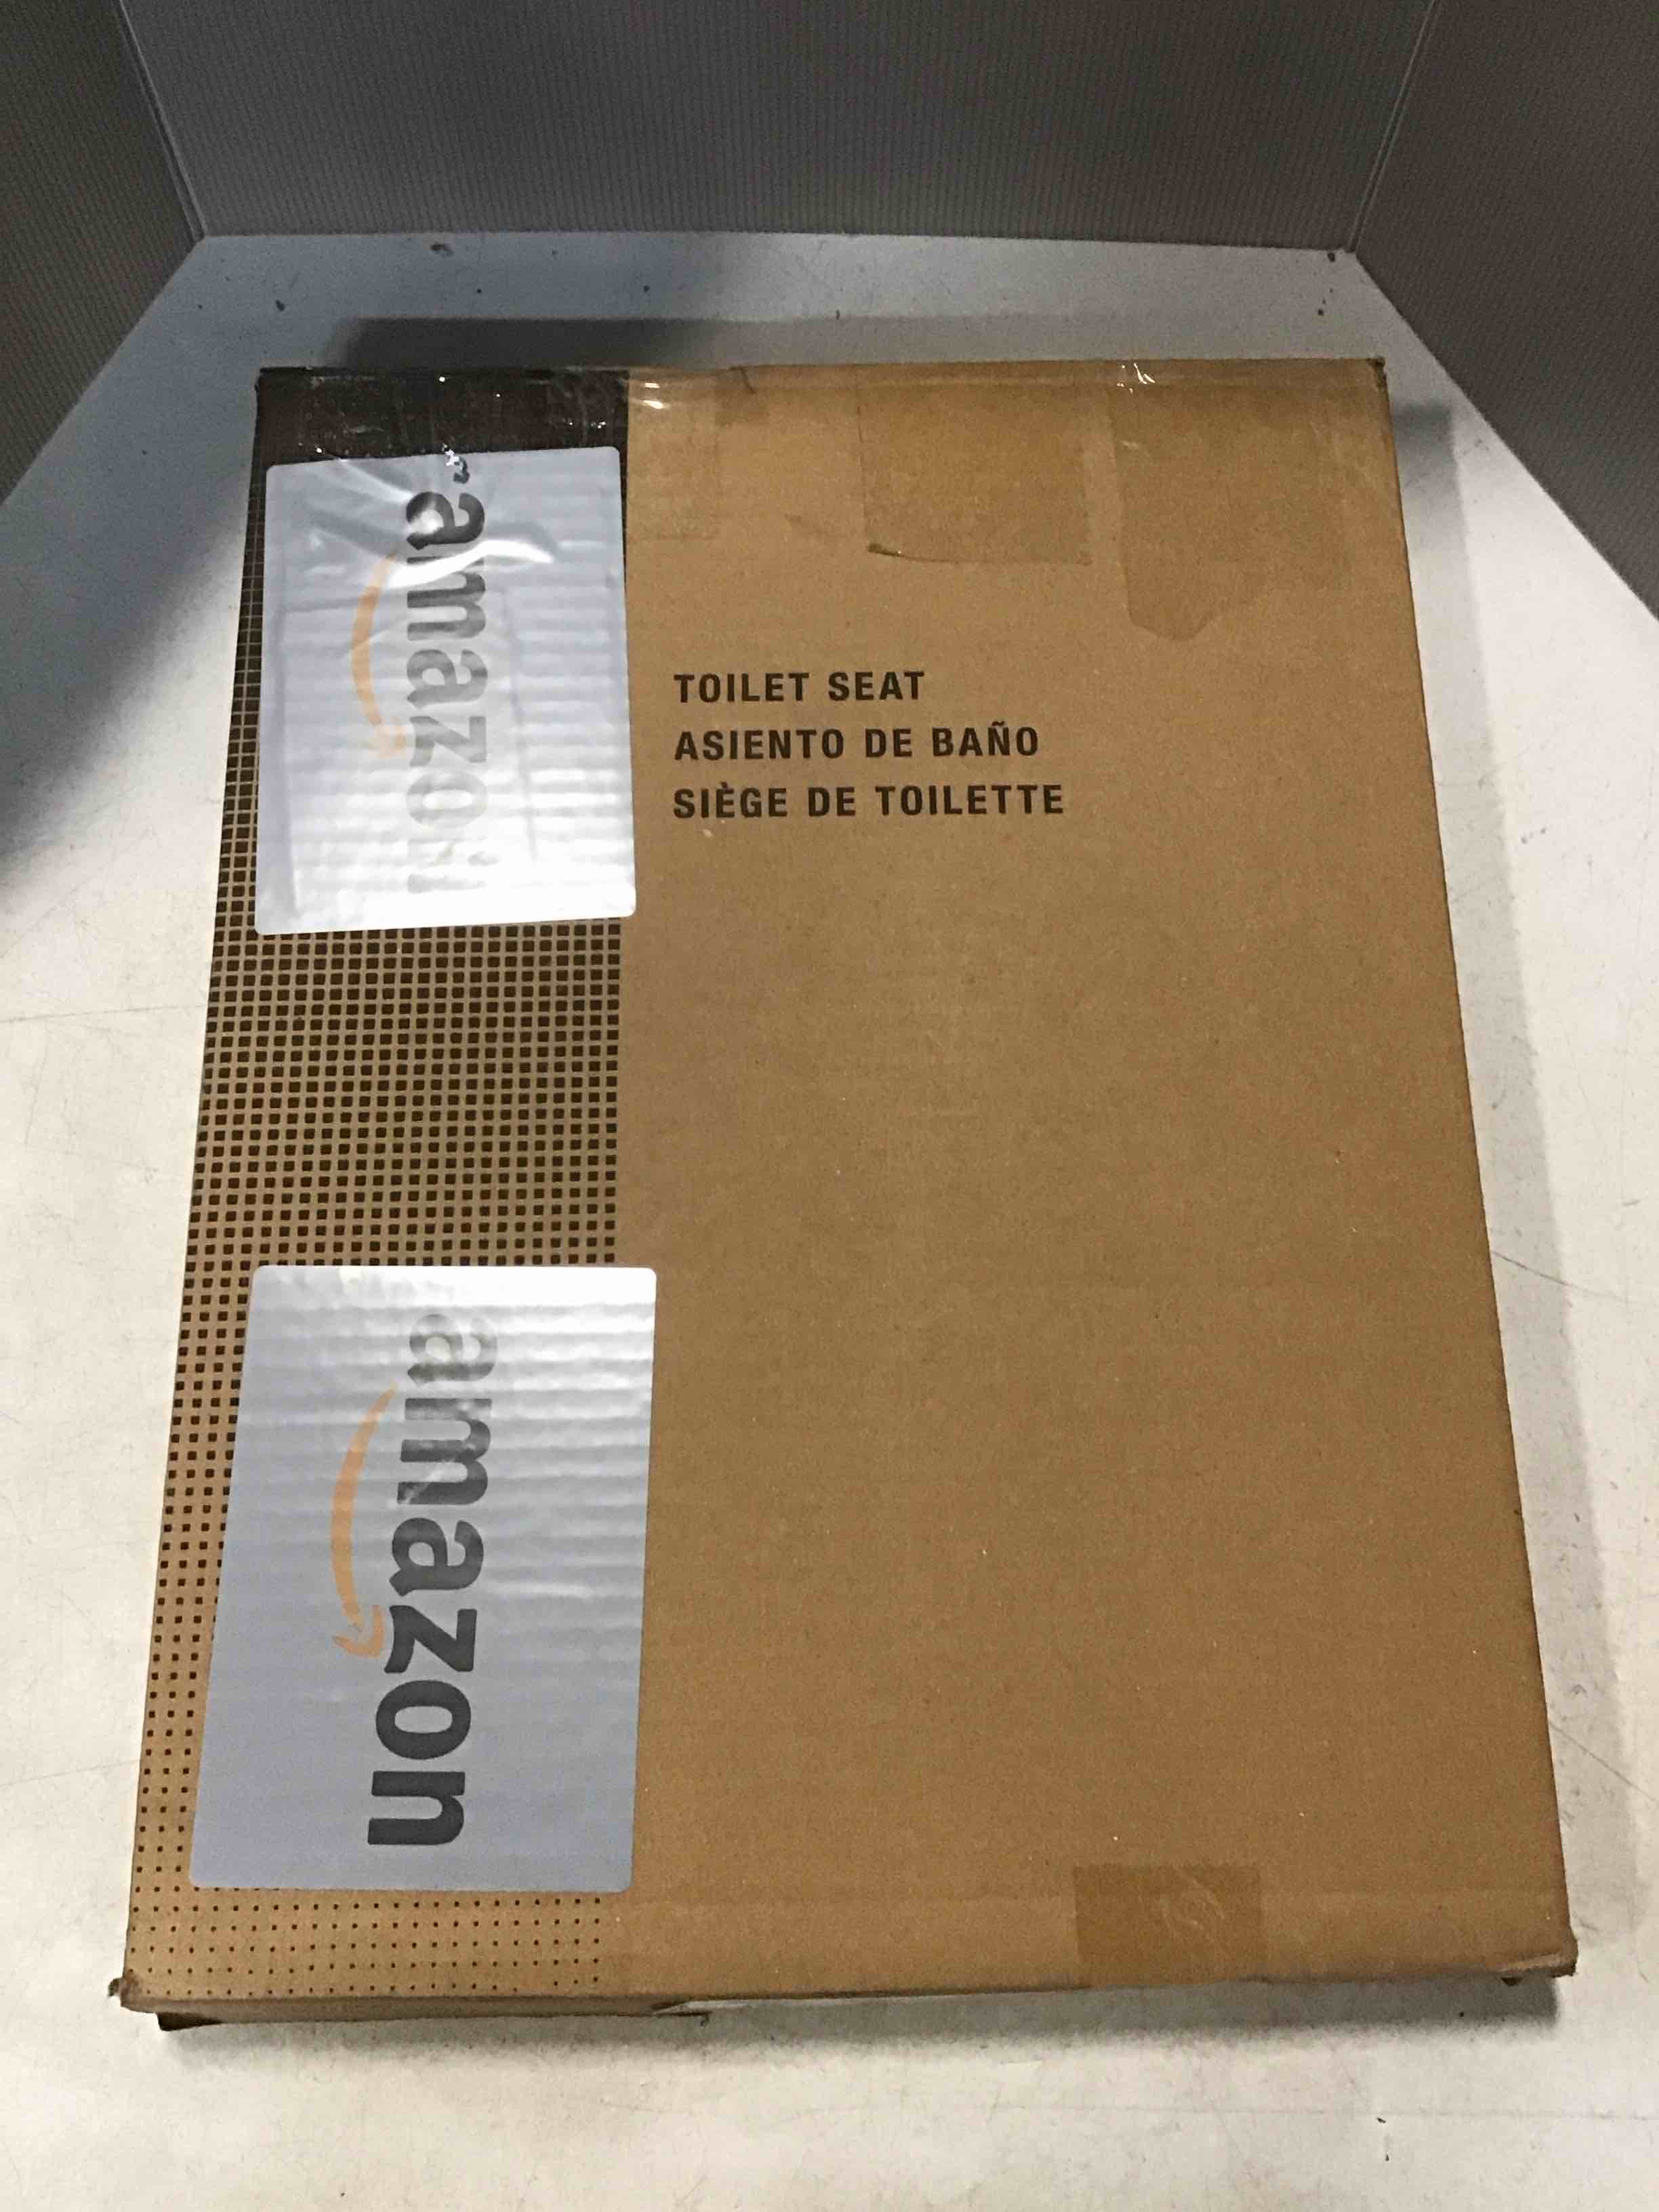 amazon
TOILET SEAT
ASIENTO DE BAÑO
SIÈGE DE TOILETTE
amazon